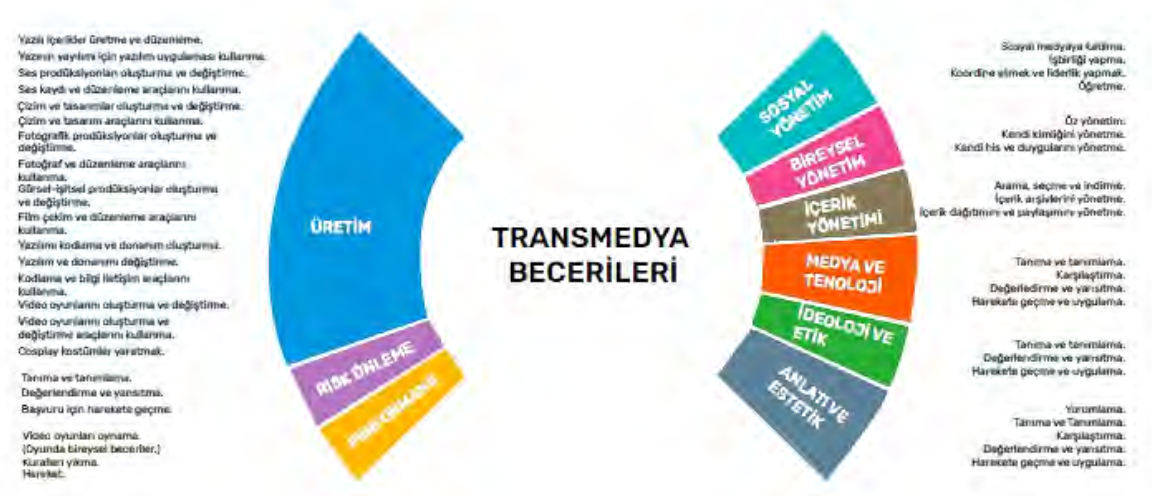 Yazılı içerikler üretme ve düzenleme.
Yazının yayılımı için yazılım uygulaması kullanma.
Ses prodüksiyonları oluşturma ve değiştirme.
Ses kaydı ve düzenleme araçlarını kullanma.
Çizim ve tasarımlar oluşturma ve değiştirme.
Çizim ve tasarım araçlarını kullanma.
Fotoğrafik prodüksiyonlar oluşturma ve
değiştirme.
Fotoğraf ve düzenleme araçlarını
kullanma.
Görsel-işitsel prodüksiyonlar oluşturma
ve değiştirme.
Film çekim ve düzenleme araçlarını
kullanma.
Yazılımı kodlama ve donanım oluşturma.
Yazılım ve donanımı değiştirme.
Kodlama ve bilgi iletişim araçlarını
kullanma.
Video oyunlarını oluşturma ve değiştirme.
Video oyunlarını oluşturma ve
değiştirme araçlarını kullanma.
Cosplay kostümler yaratmak.
Tanıma ve tanımlama.
Değerlendirme ve yansıtma.
Başvuru için harekete geçme.
Video oyunları oynama.
(Oyunda bireysel beceriler.)
Kuralları yıkma.
Hareket.
ÜRETİM
RİSK ÖNLEME
TRANSMEDYA
BECERİLERİ
SOSYAL
YÖNETİM
BİREYSEL
YÖNETİM
İÇERİK
YÖNETİMİ
MEDYA VE
TENOLOJİ
İDEOLOJİ VE
ETİK
ANLATI VE
ESTETİK
Sosyal medyaya katılma.
İşbirliği yapma.
Koordine etmek ve liderlik yapmak.
Öğretme.
Öz yönetim.
Kendi kimliğini yönetme.
Kendi his ve duygularını yönetme.
Arama, seçme ve indirme.
İçerik arşivlerini yönetme.
İçerik dağıtımını ve paylaşımını yönetme.
Tanıma ve tanımlama.
Karşılaştırma.
Değerledirme ve yansıtma.
Harekete geçme ve uygulama.
Tanıma ve tanımlama.
Değerlendirme ve yansıtma.
Harekete geçme ve uygulama.
Yorumlama.
Tanıma ve Tanımlama.
Karşılaştırma.
Değerlendirme ve yansıtma.
Harekete geçme ve uygulama.